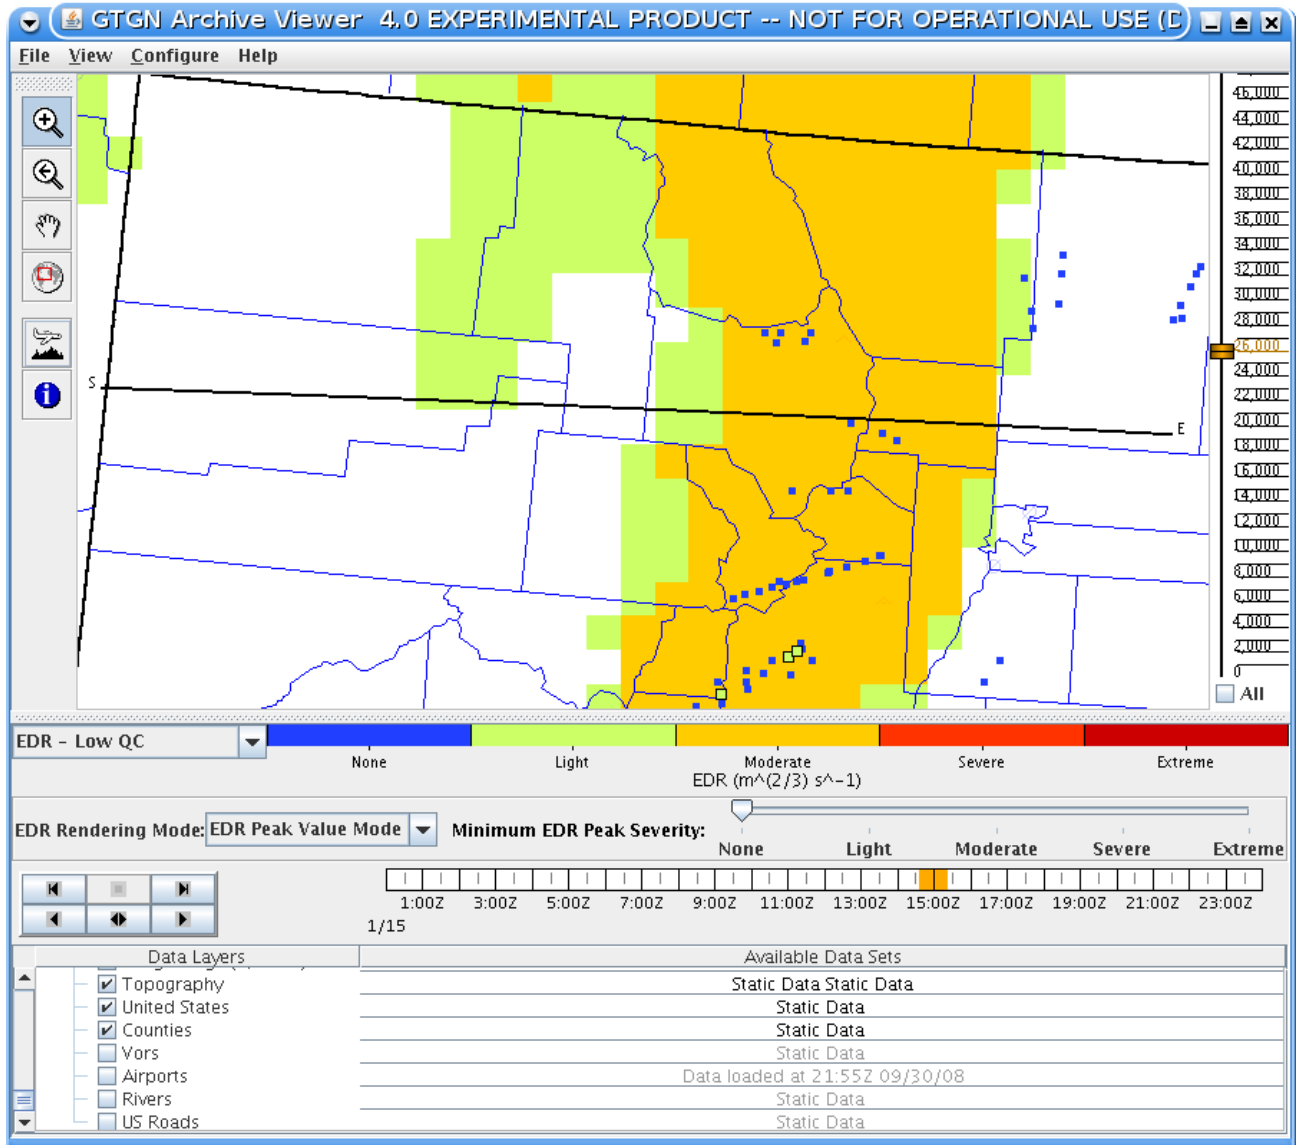 GTGN Archive Viewer 4.0 EXPERIMENTAL PRODUCT -- NOT FOR OPERATIONAL USE (D
File View Configure Help
46,000
44,000
42,000
40,000
38,000
36,000
34,000
32,000
30,000
28,000
26,000
24,000
22,000
20,000
18,000
16,000
14,000
12,000
10,000
8,000
6,000
4,000
2,000
0
All
S
E
EDR - Low QC
None Light Moderate Severe Extreme
EDR (m^(2/3) s^-1)
EDR Rendering Mode: EDR Peak Value Mode Minimum EDR Peak Severity:
None Light Moderate Severe Extreme
1:00Z 3:00Z 5:00Z 7:00Z 9:00Z 11:00Z 13:00Z 15:00Z 17:00Z 19:00Z 21:00Z 23:00Z
1/15
Data Layers Available Data Sets
Topography Static Data Static Data
United States Static Data
Counties Static Data
Vors Static Data
Airports Data loaded at 21:55Z 09/30/08
Rivers Static Data
US Roads Static Data